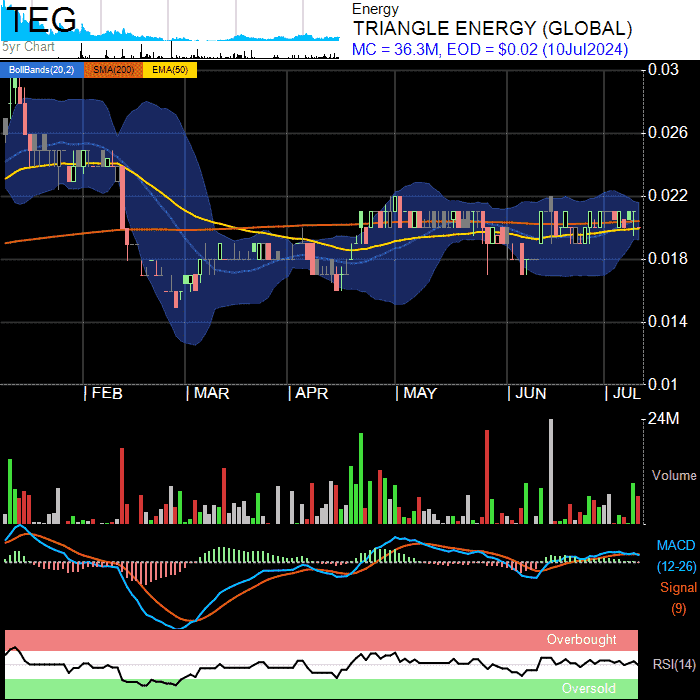 TEG
5yr Chart
Energy
TRIANGLE ENERGY (GLOBAL)
MC = 36.3M, EOD = $0.02 (10Jul2024)
BollBands(20,2) SMA(200) EMA(50)
0.03
0.026
0.022
0.018
0.014
0.01
FEB MAR APR MAY JUN JUL
24M
Volume
MACD
(12-26)
Signal
(9)
Overbought
RSI(14)
Oversold